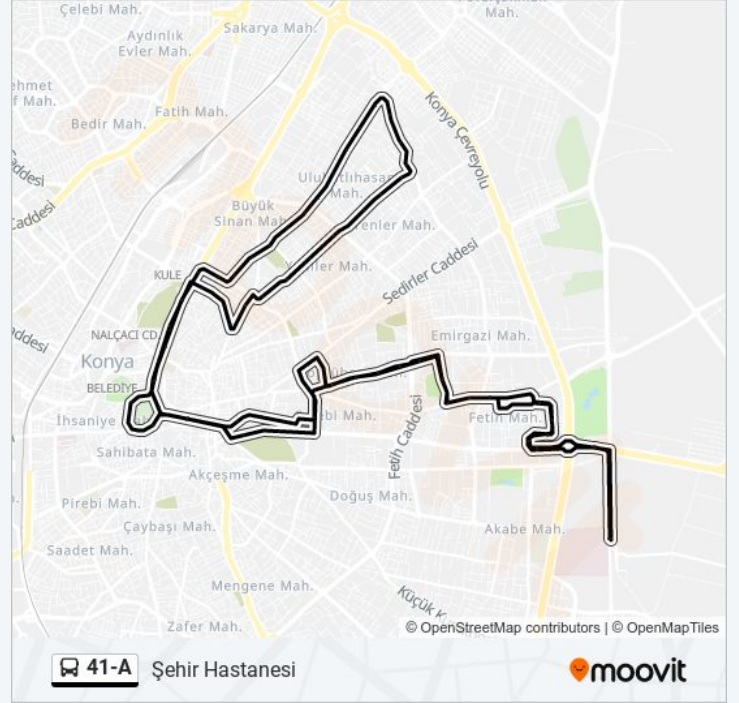 Çelebi Mah.
Sakarya Mah.
Mah.
Aydınlık
Evler Mah.
Fatih Mah.
Bedir Mah.
Konya Çevreyolu
Caddesi
Mah.
Büyük
Sinan Mah.
Sedirler Caddesi
KULE
NALÇACI CD.
Konya
BELEDİYE
Emirgazi Mah.
İhsaniye
Fetih Mah.
Fetih Caddesi
Sahibata Mah.
Akçeşme Mah.
Doğuş Mah.
Pirebi Mah.
Çaybaşı Mah.
Akabe Mah.
Saadet Mah.
Mengene Mah.
Zafer Mah.
© OpenStreetMap contributors | © OpenMapTiles
41-A Şehir Hastanesi
moovit